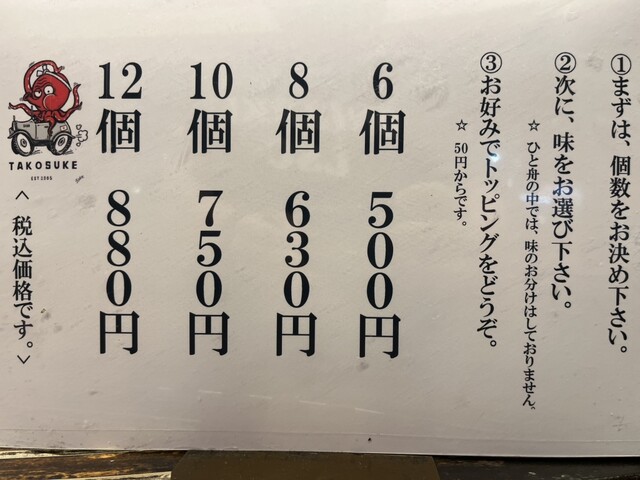 ①まずは、個数をお決め下さい。
②次に、味をお選び下さい。
☆ ひと舟の中では、味のお分けはしておりません。
③お好みでトッピングをどうぞ。
☆ 50円からです。
6個 500円
8個 630円
10個 750円
12個 880円
TAKOSUKE
<税込価格です。>